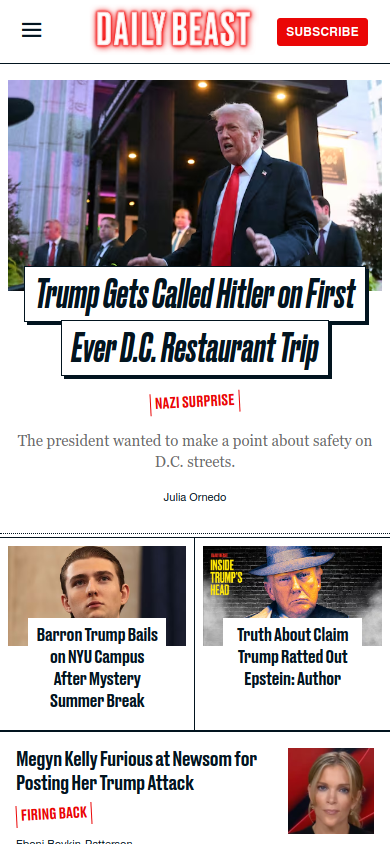 DAILY BEAST
SUBSCRIBE
Trump Gets Called Hitler on First
Ever D.C. Restaurant Trip
NAZI SURPRISE
The president wanted to make a point about safety on
D.C. streets.
Julia Ornedo
Barron Trump Bails
on NYU Campus
After Mystery
Summer Break
INSIDE
TRUMP'S
HEAD
Truth About Claim
Trump Ratted Out
Epstein: Author
Megyn Kelly Furious at Newsom for
Posting Her Trump Attack
FIRING BACK
Eboni Boykin-Patterson